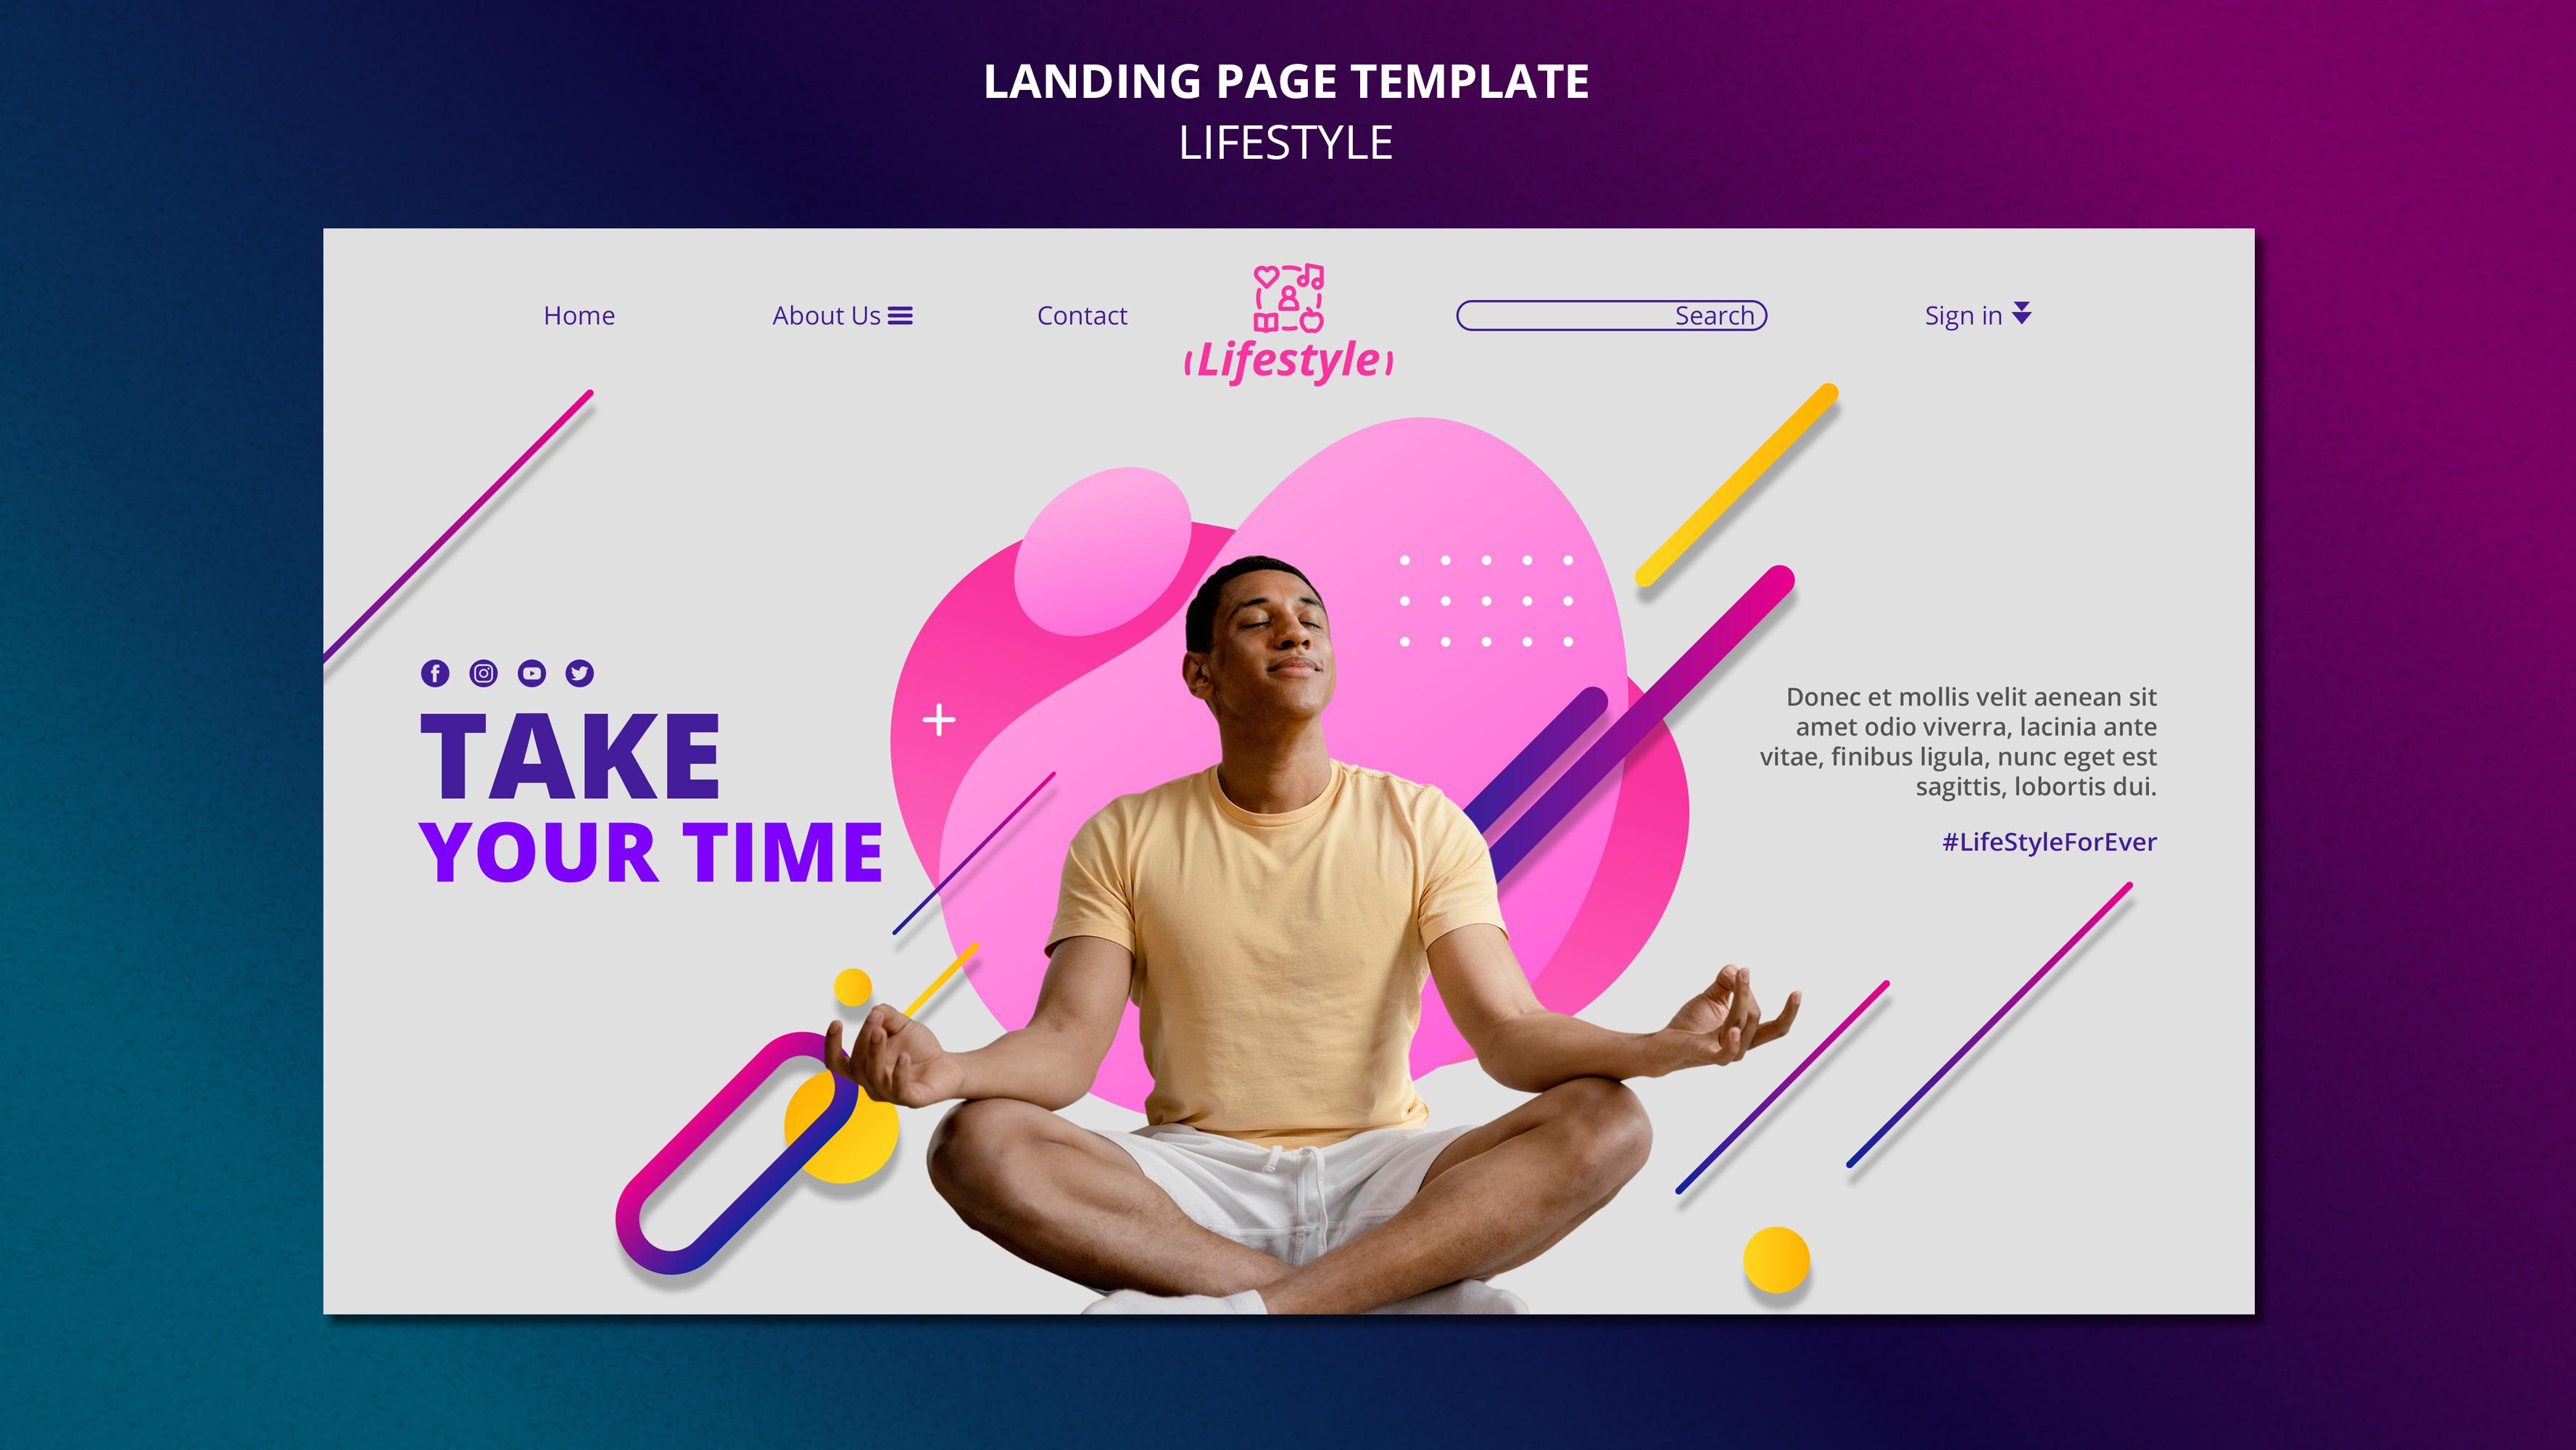 LANDING PAGE TEMPLATE
LIFESTYLE
Home
About Us
Contact
Lifestyle
Search
Sign in
TAKE
YOUR TIME
Donec et mollis velit aenean sit
amet odio viverra, lacinia ante
vitae, finibus ligula, nunc eget est
sagittis, lobortis dui.
#LifeStyleForEver